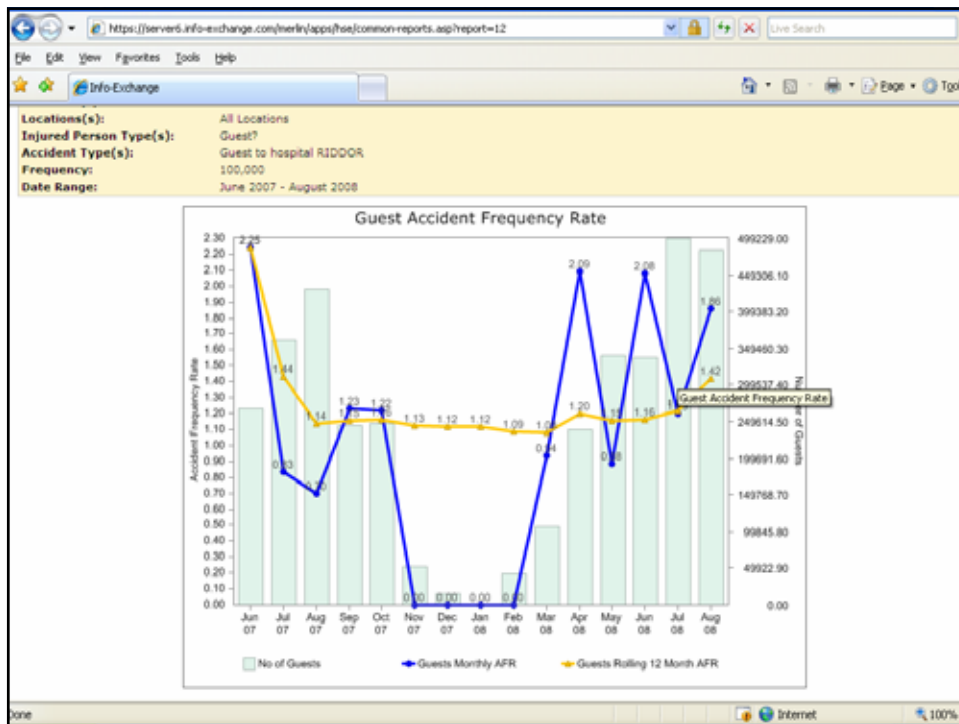 https://server6.info-exchange.com/merlin/apps/hse/common-reports.asp?report=12
Live Search
File Edit View Favorites Tools Help
Info-Exchange
Page
Locations(s): All Locations
Injured Person Type(s): Guest?
Accident Type(s): Guest to hospital RIDDOR
Frequency: 100,000
Date Range: June 2007 - August 2008
Guest Accident Frequency Rate
Accident Frequency Rate
2.30
2.20
2.10
2.00
1.90
1.80
1.70
1.60
1.50
1.40
1.30
1.20
1.10
1.00
0.90
0.80
0.70
0.60
0.50
0.40
0.30
0.20
0.10
0.00
2.25
1.44
1.14
1.23
1.15
1.22
1.13
1.12
1.12
1.09
1.20
1.16
1.42
2.09
2.08
1.86
0.94
0.00
0.00
0.00
0.00
Guest Accident Frequency Rate
499229.00
449306.10
399383.20
349460.30
299537.40
249614.50
199691.60
149768.70
99845.80
49922.90
0.00
Jun 07
Jul 07
Aug 07
Sep 07
Oct 07
Nov 07
Dec 07
Jan 08
Feb 08
Mar 08
Apr 08
May 08
Jun 08
Jul 08
Aug 08
No of Guests Guests Monthly AFR Guests Rolling 12 Month AFR
Internet 100%